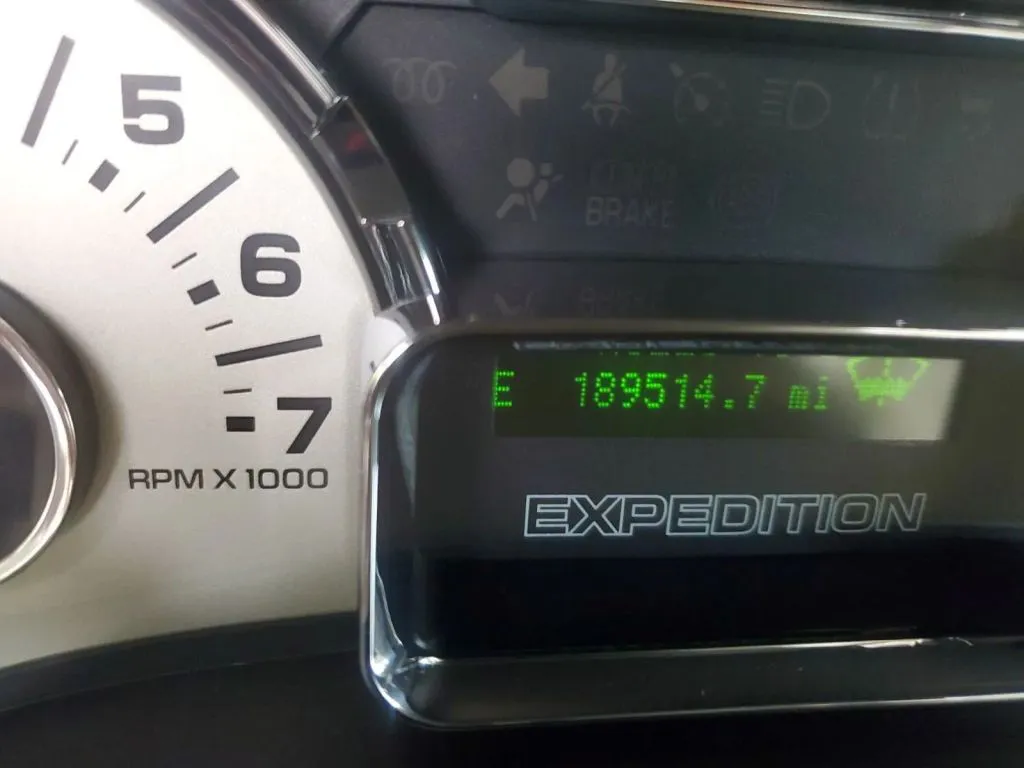 5
6
7
RPM X 1000
BRAKE
E 189514.7 mi
EXPEDITION